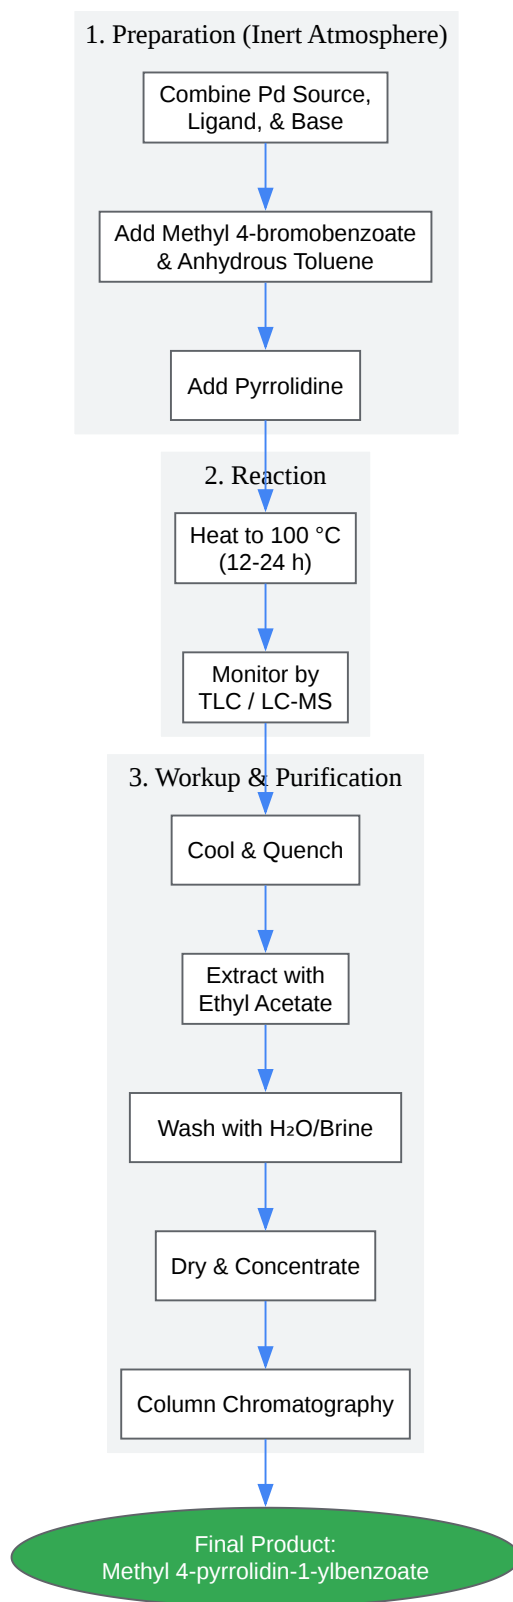 1. Preparation (Inert Atmosphere)
Combine Pd Source,
Ligand, & Base
Add Methyl 4-bromobenzoate
& Anhydrous Toluene
Add Pyrrolidine
2. Reaction
Heat to 100 °C
(12-24 h)
Monitor by
TLC / LC-MS
3. Workup & Purification
Cool & Quench
Extract with
Ethyl Acetate
Wash with H₂O/Brine
Dry & Concentrate
Column Chromatography
Final Product:
Methyl 4-pyrrolidin-1-ylbenzoate